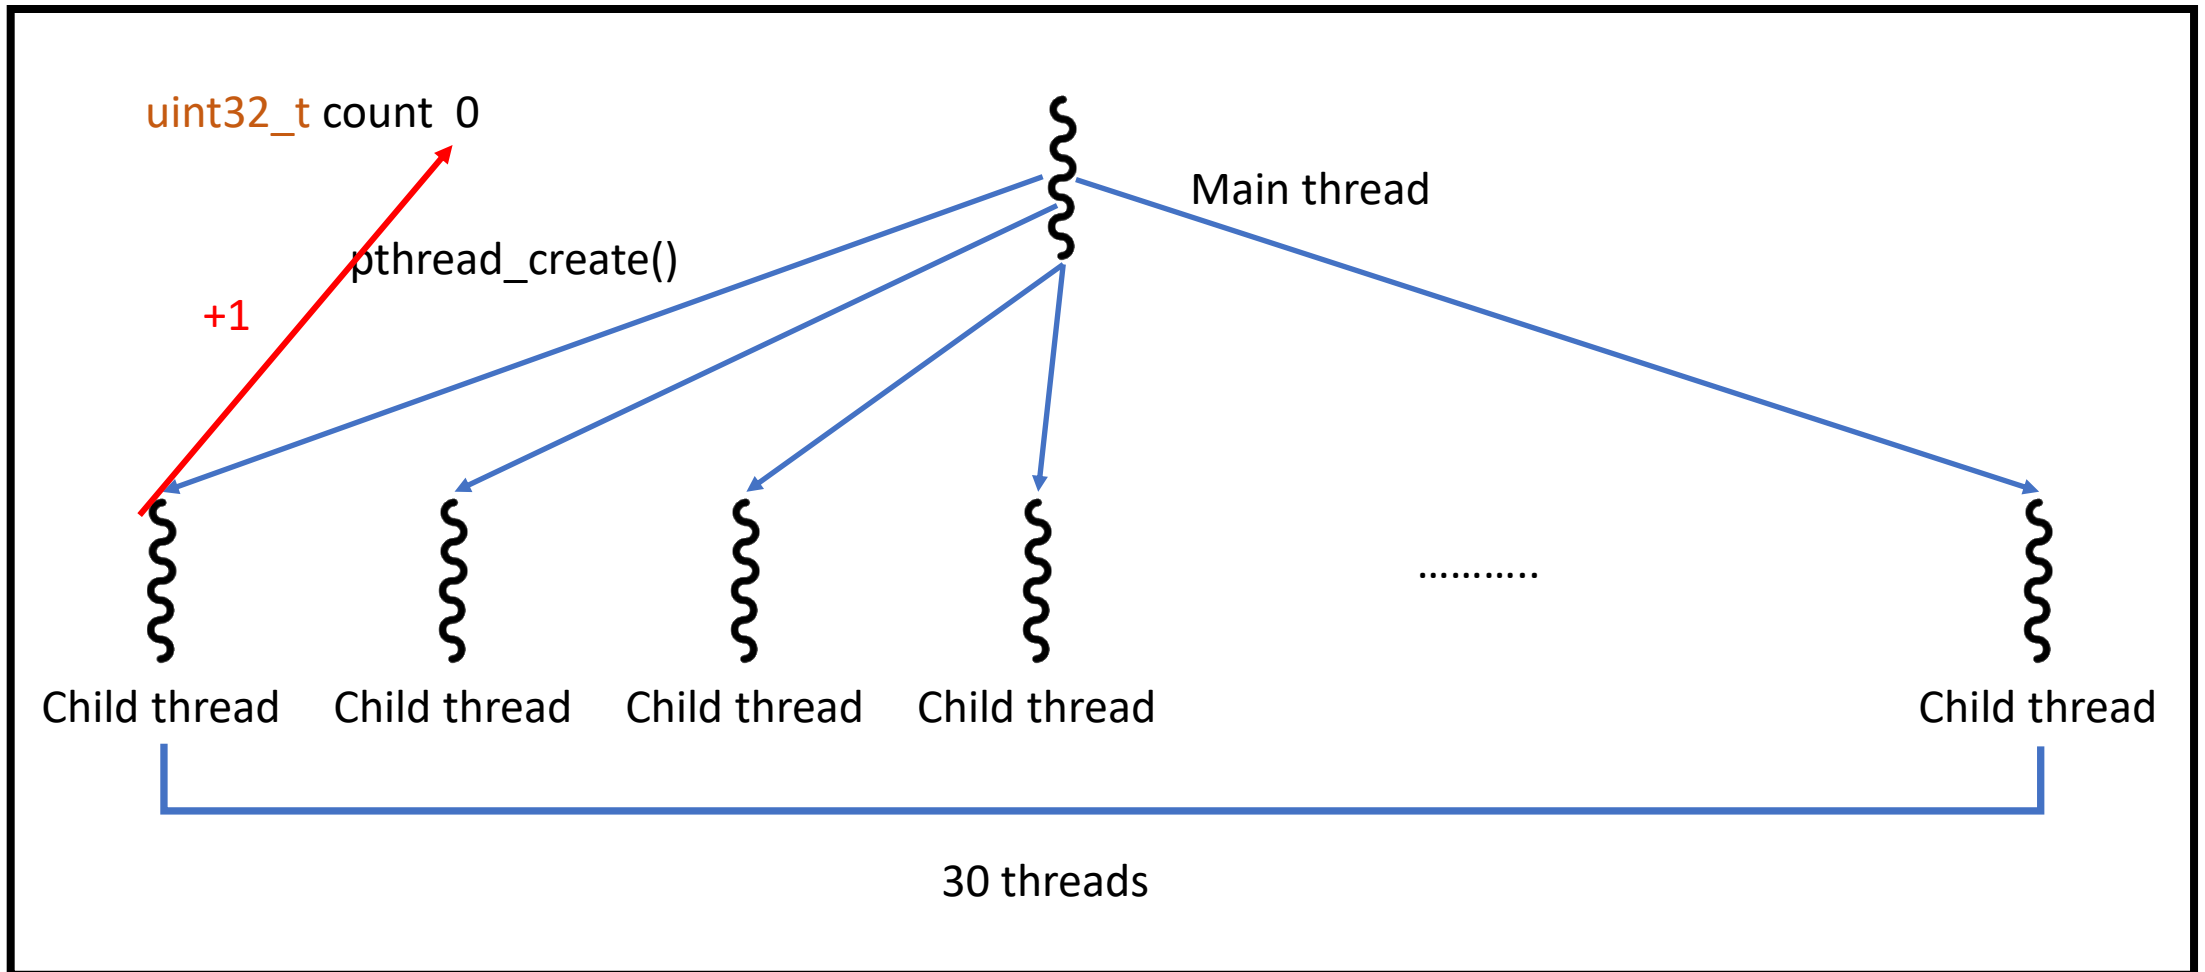 uint32_t count 0
Main thread
pthread_create()
+1
...........
Child thread
Child thread
Child thread
Child thread
Child thread
30 threads